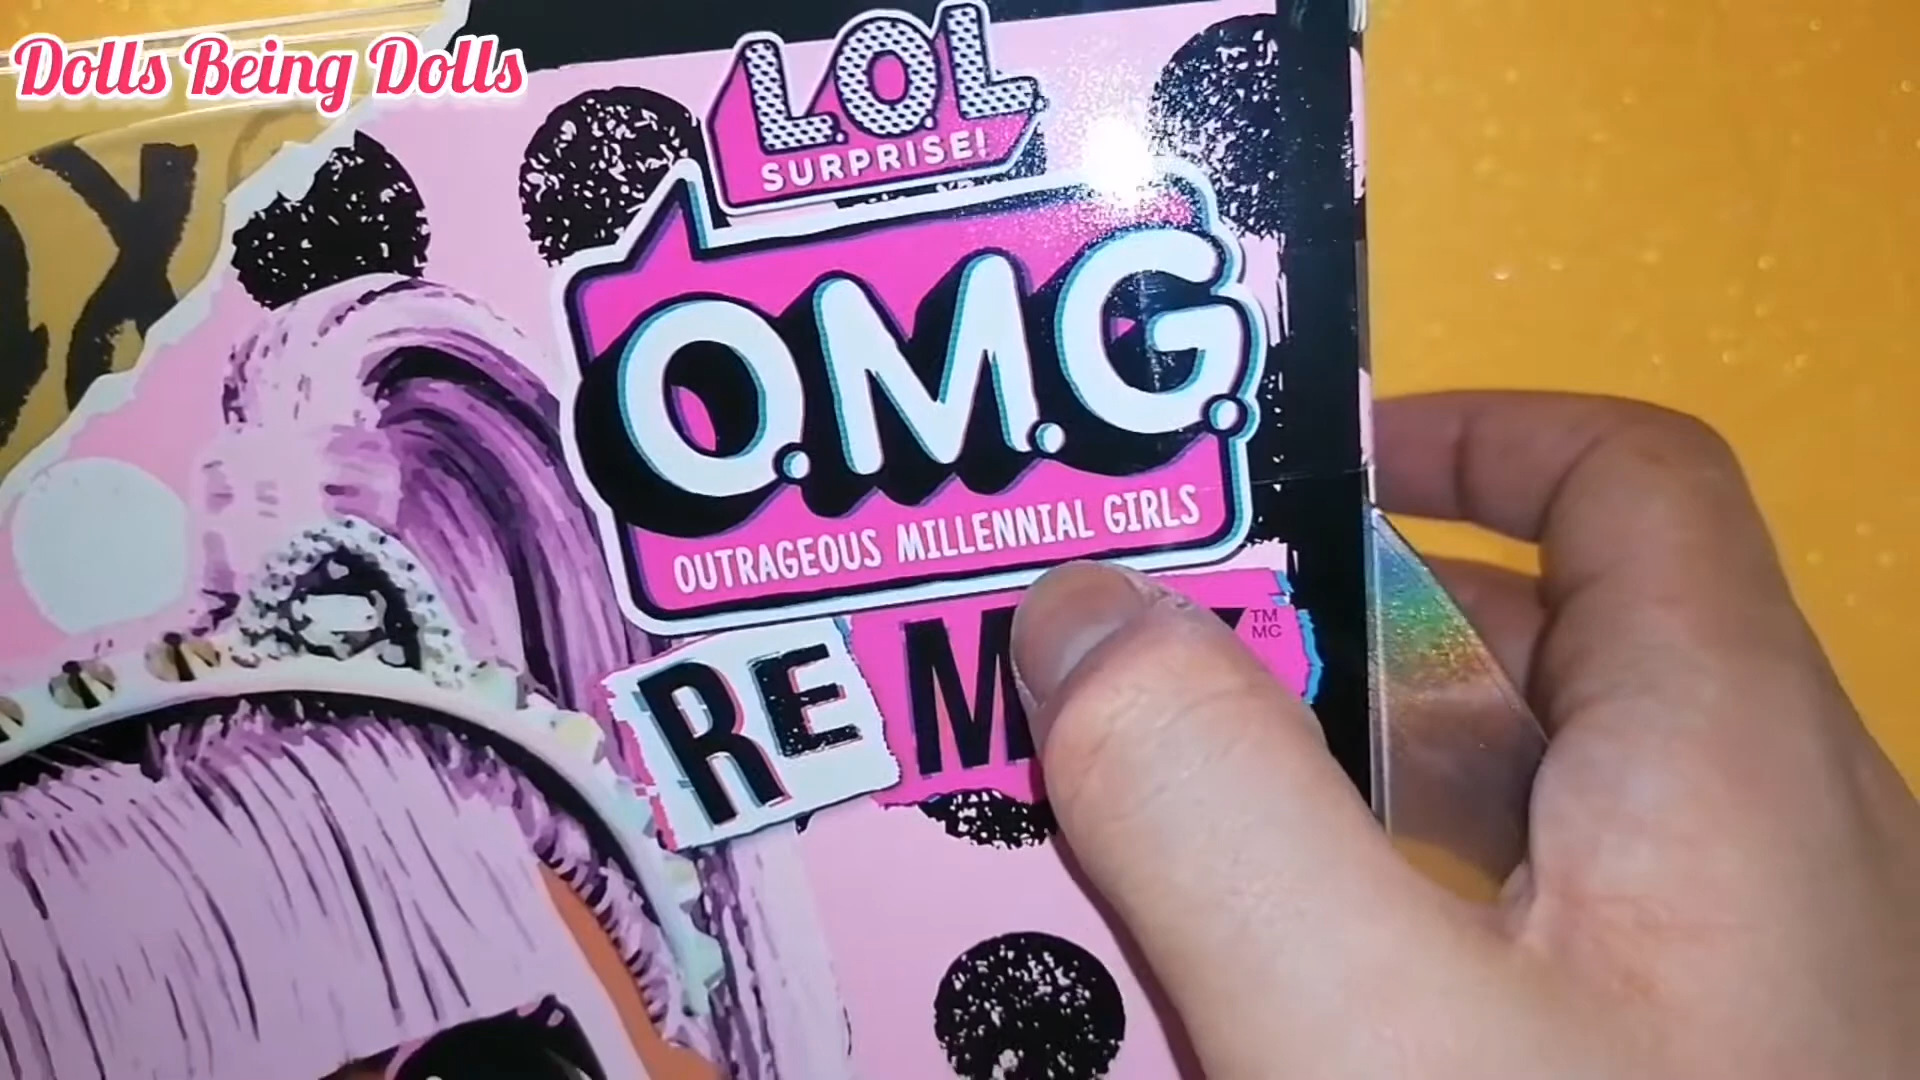 Dolls Being Dolls
L.O.L.
SURPRISE!
O.M.G.
OUTRAGEOUS MILLENNIAL GIRLS
RE
TM
MC